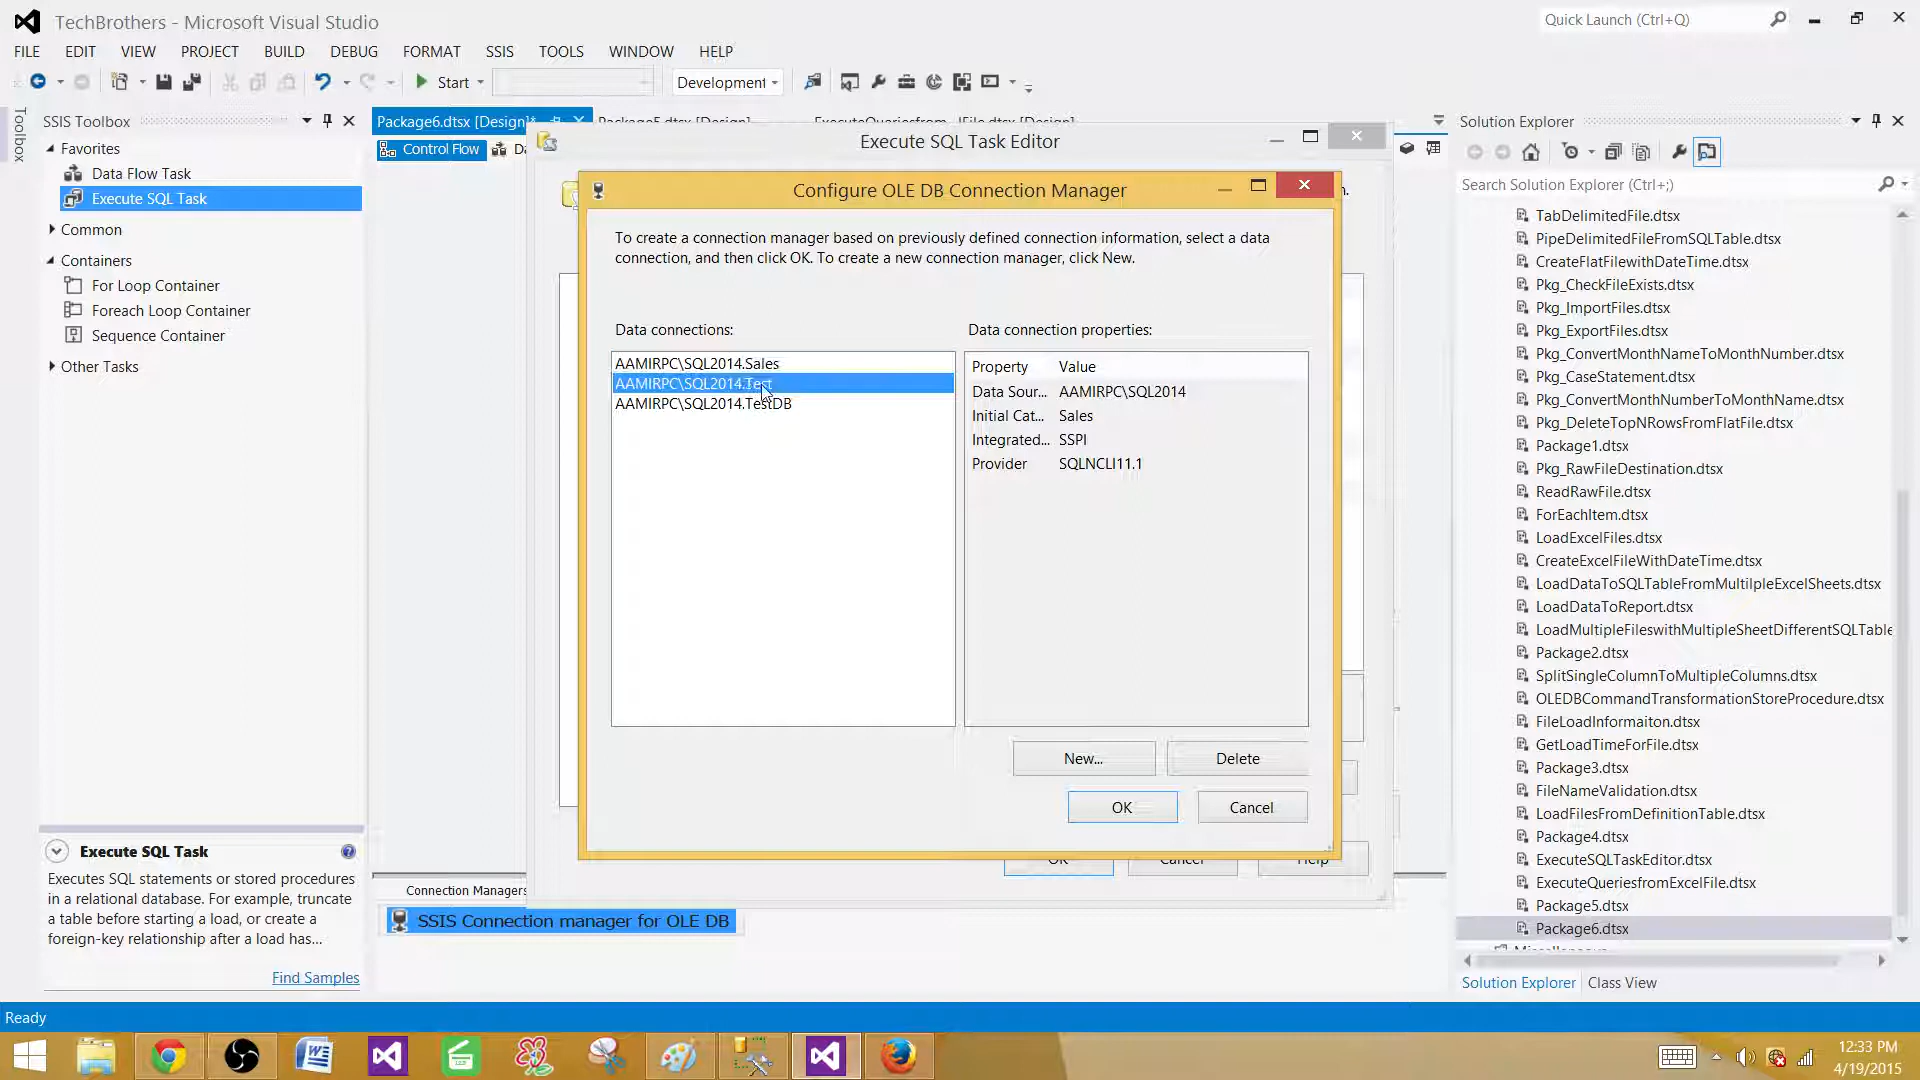 TechBrothers - Microsoft Visual Studio
Quick Launch (Ctrl+Q)
FILE EDIT VIEW PROJECT BUILD DEBUG FORMAT SSIS TOOLS WINDOW HELP
Start
Development
Toolbox
SSIS Toolbox
Favorites
Data Flow Task
Execute SQL Task
Common
Containers
For Loop Container
Foreach Loop Container
Sequence Container
Other Tasks
Execute SQL Task
Executes SQL statements or stored procedures
in a relational database. For example, truncate
a table before starting a load, or create a
foreign-key relationship after a load has...
Find Samples
Package6.dtsx [Design]*
Package5.dtsx [Design]
Control Flow
Execute SQL Task Editor
Configure OLE DB Connection Manager
To create a connection manager based on previously defined connection information, select a data
connection, and then click OK. To create a new connection manager, click New.
Data connections:
AAMIRPC\SQL2014.Sales
AAMIRPC\SQL2014.Test
AAMIRPC\SQL2014.TestDB
Data connection properties:
Property Value
Data Sour... AAMIRPC\SQL2014
Initial Cat... Sales
Integrated... SSPI
Provider SQLNCLI11.1
New... Delete
OK Cancel
OK Cancel Help
Connection Managers
SSIS Connection manager for OLE DB
Solution Explorer
Search Solution Explorer (Ctrl+;)
TabDelimitedFile.dtsx
PipeDelimitedFileFromSQLTable.dtsx
CreateFlatFilewithDateTime.dtsx
Pkg_CheckFileExists.dtsx
Pkg_ImportFiles.dtsx
Pkg_ExportFiles.dtsx
Pkg_ConvertMonthNameToMonthNumber.dtsx
Pkg_CaseStatement.dtsx
Pkg_ConvertMonthNumberToMonthName.dtsx
Pkg_DeleteTopNRowsFromFlatFile.dtsx
Package1.dtsx
Pkg_RawFileDestination.dtsx
ReadRawFile.dtsx
ForEachItem.dtsx
LoadExcelFiles.dtsx
CreateExcelFileWithDateTime.dtsx
LoadDataToSQLTableFromMultilpleExcelSheets.dtsx
LoadDataToReport.dtsx
LoadMultipleFileswithMultipleSheetDifferentSQLTable
Package2.dtsx
SplitSingleColumnToMultipleColumns.dtsx
OLEDBCommandTransformationStoreProcedure.dtsx
FileLoadInformaiton.dtsx
GetLoadTimeForFile.dtsx
Package3.dtsx
FileNameValidation.dtsx
LoadFilesFromDefinitionTable.dtsx
Package4.dtsx
ExecuteSQLTaskEditor.dtsx
ExecuteQueriesfromExcelFile.dtsx
Package5.dtsx
Package6.dtsx
Solution Explorer Class View
Ready
12:33 PM
4/19/2015